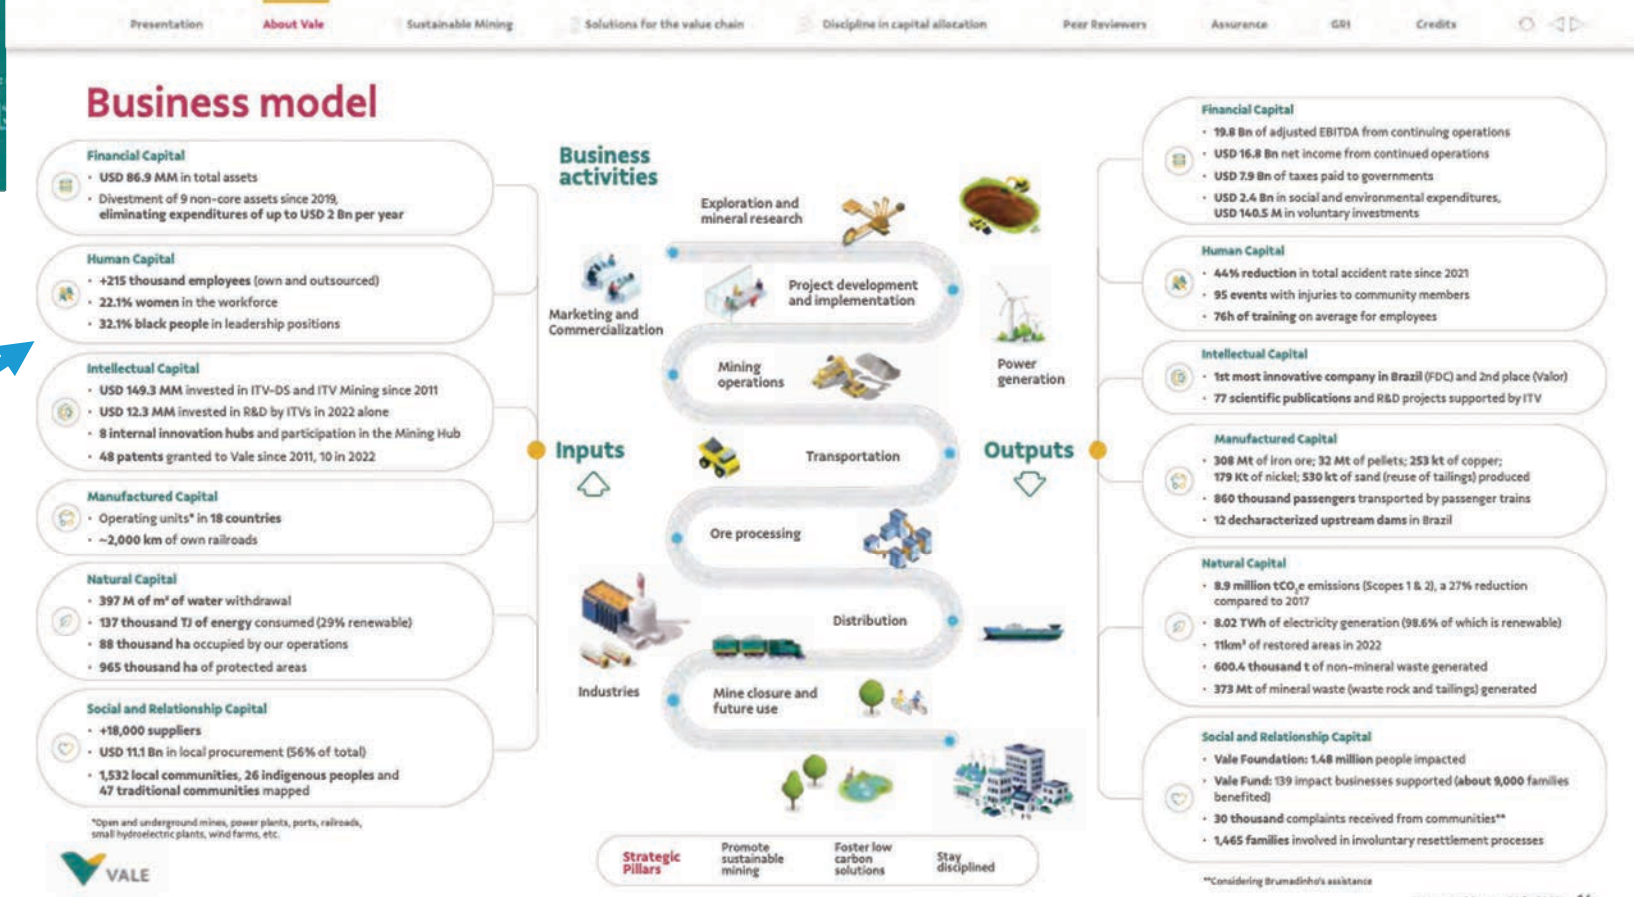 Presentation
About Vale
Sustainable Mining
Solutions for the value chain
Discipline in capital allocation
Peer Reviewers
Assurance
GRI
Credits
Business model
Financial Capital
• USD 86.9 MM in total assets
• Divestment of 9 non-core assets since 2019,
eliminating expenditures of up to USD 2 Bn per year
Human Capital
• +215 thousand employees (own and outsourced)
• 22.1% women in the workforce
• 32.1% black people in leadership positions
Intellectual Capital
• USD 149.3 MM invested in ITV-DS and ITV Mining since 2011
• USD 12.3 MM invested in R&D by ITVs in 2022 alone
• 8 internal innovation hubs and participation in the Mining Hub
• 48 patents granted to Vale since 2011, 10 in 2022
Manufactured Capital
• Operating units* in 18 countries
• ~2,000 km of own railroads
Natural Capital
• 397 M of m³ of water withdrawal
• 137 thousand TJ of energy consumed (29% renewable)
• 88 thousand ha occupied by our operations
• 965 thousand ha of protected areas
Social and Relationship Capital
• +18,000 suppliers
• USD 11.1 Bn in local procurement (56% of total)
• 1,532 local communities, 26 indigenous peoples and
47 traditional communities mapped
*Open and underground mines, power plants, ports, railroads,
small hydroelectric plants, wind farms, etc.
VALE
Inputs
Business
activities
Exploration and
mineral research
Project development
and implementation
Marketing and
Commercialization
Mining
operations
Power
generation
Transportation
Ore processing
Distribution
Industries
Mine closure and
future use
Strategic
Pillars
Promote
sustainable
mining
Foster low
carbon
solutions
Stay
disciplined
Outputs
Financial Capital
• 19.8 Bn of adjusted EBITDA from continuing operations
• USD 16.8 Bn net income from continued operations
• USD 7.9 Bn of taxes paid to governments
• USD 2.4 Bn in social and environmental expenditures,
USD 140.5 M in voluntary investments
Human Capital
• 44% reduction in total accident rate since 2021
• 95 events with injuries to community members
• 76h of training on average for employees
Intellectual Capital
• 1st most innovative company in Brazil (FDC) and 2nd place (Valor)
• 77 scientific publications and R&D projects supported by ITV
Manufactured Capital
• 308 Mt of iron ore; 32 Mt of pellets; 253 kt of copper;
179 Kt of nickel; 530 kt of sand (reuse of tailings) produced
• 860 thousand passengers transported by passenger trains
• 12 decharacterized upstream dams in Brazil
Natural Capital
• 8.9 million tCO₂e emissions (Scopes 1 & 2), a 27% reduction
compared to 2017
• 8.02 TWh of electricity generation (98.6% of which is renewable)
• 11km² of restored areas in 2022
• 600.4 thousand t of non-mineral waste generated
• 373 Mt of mineral waste (waste rock and tailings) generated
Social and Relationship Capital
• Vale Foundation: 1.48 million people impacted
• Vale Fund: 139 impact businesses supported (about 9,000 families
benefited)
• 30 thousand complaints received from communities**
• 1,465 families involved in involuntary resettlement processes
**Considering Brumadinho's assistance